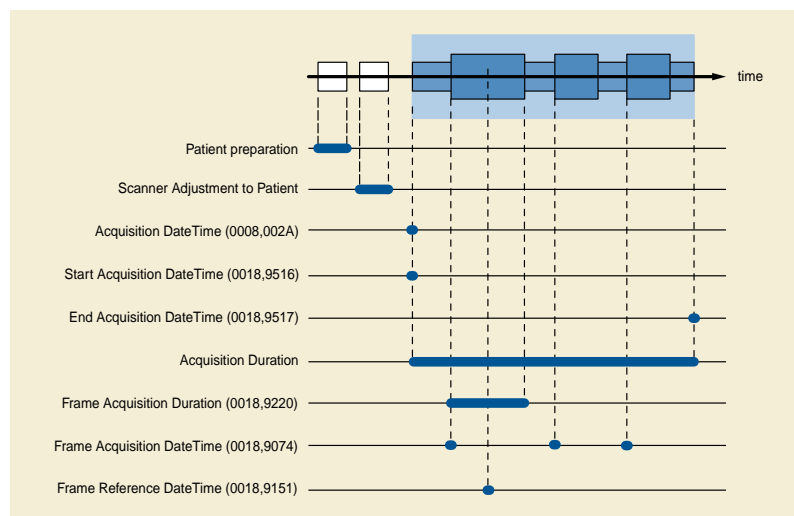 time
Patient preparation
Scanner Adjustment to Patient
Acquisition DateTime (0008,002A)
Start Acquisition DateTime (0018,9516)
End Acquisition DateTime (0018,9517)
Acquisition Duration
Frame Acquisition Duration (0018,9220)
Frame Acquisition DateTime (0018,9074)
Frame Reference DateTime (0018,9151)